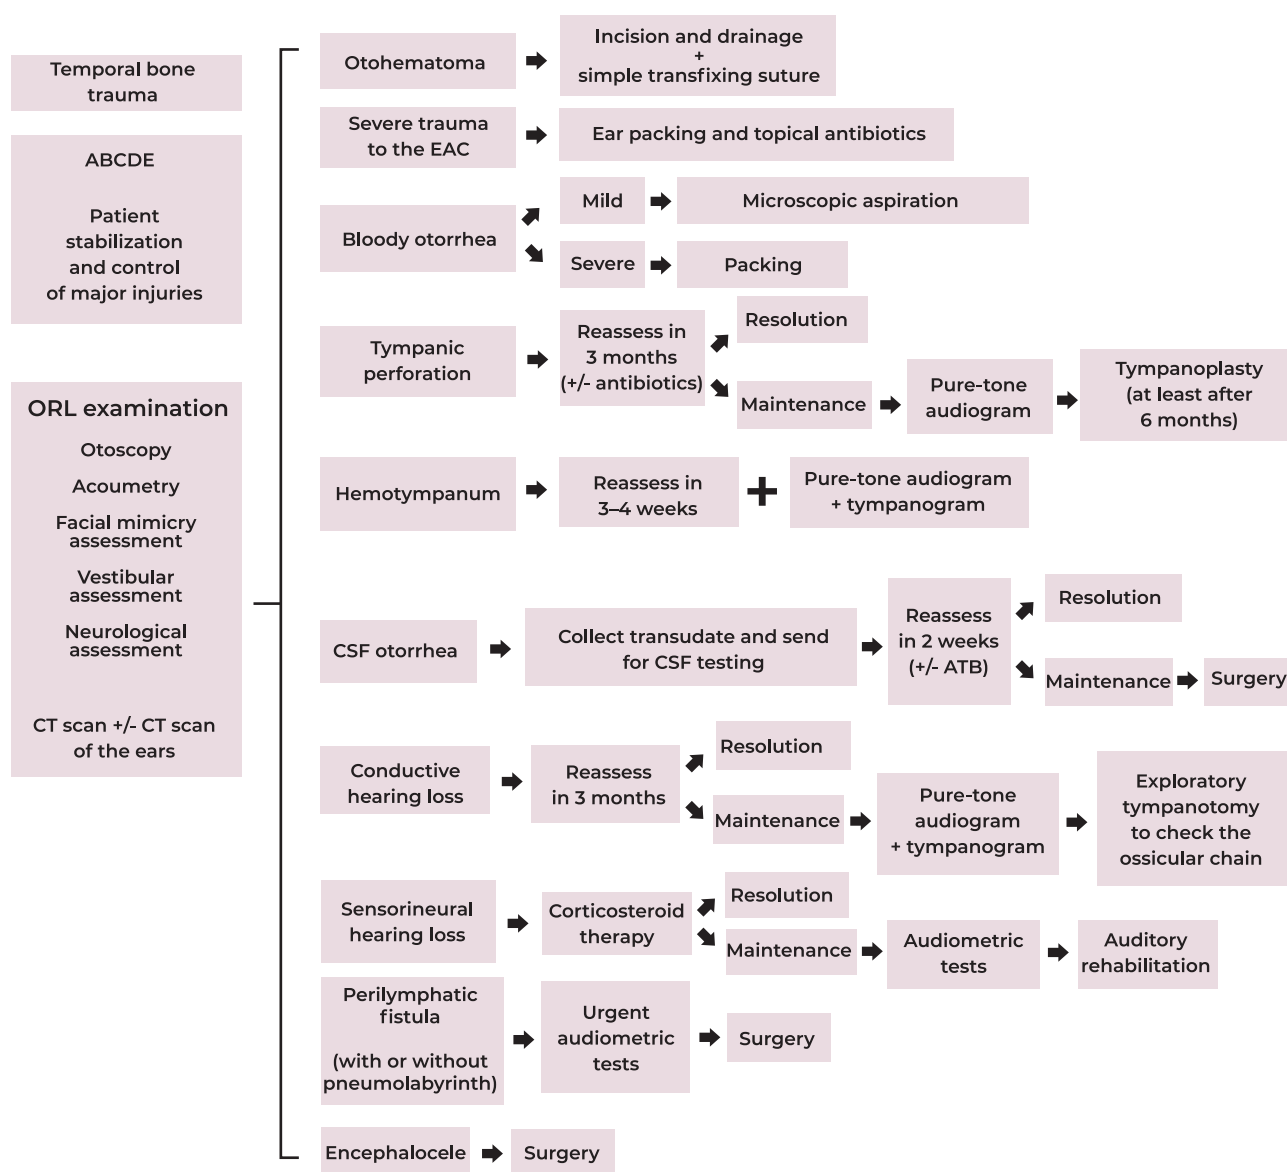 Temporal bone
trauma
ABCDE
Patient
stabilization
and control
of major injuries
ORL examination
Otoscopy
Acoumetry
Facial mimicry
assessment
Vestibular
assessment
Neurological
assessment
CT scan +/- CT scan
of the ears
Otohematoma
Incision and drainage
+
simple transfixing suture
Severe trauma
to the EAC
Ear packing and topical antibiotics
Bloody otorrhea
Mild
Microscopic aspiration
Severe
Packing
Tympanic
perforation
Reassess in
3 months
(+/- antibiotics)
Resolution
Maintenance
Pure-tone
audiogram
Tympanoplasty
(at least after
6 months)
Hemotympanum
Reassess in
3–4 weeks
+
Pure-tone audiogram
+ tympanogram
CSF otorrhea
Collect transudate and send
for CSF testing
Reassess
in 2 weeks
(+/- ATB)
Resolution
Maintenance
Surgery
Conductive
hearing loss
Reassess
in 3 months
Resolution
Maintenance
Pure-tone
audiogram
+ tympanogram
Exploratory
tympanotomy
to check the
ossicular chain
Sensorineural
hearing loss
Corticosteroid
therapy
Resolution
Maintenance
Audiometric
tests
Auditory
rehabilitation
Perilymphatic
fistula
(with or without
pneumolabyrinth)
Urgent
audiometric
tests
Surgery
Encephalocele
Surgery